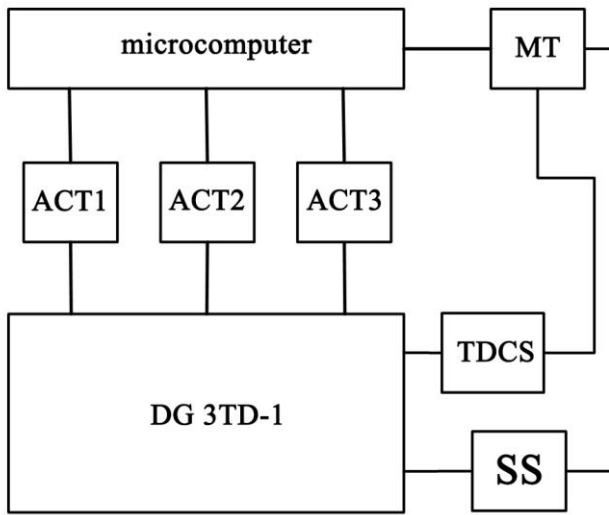 microcomputer
MT
ACT1
ACT2
ACT3
TDCS
DG 3TD-1
SS